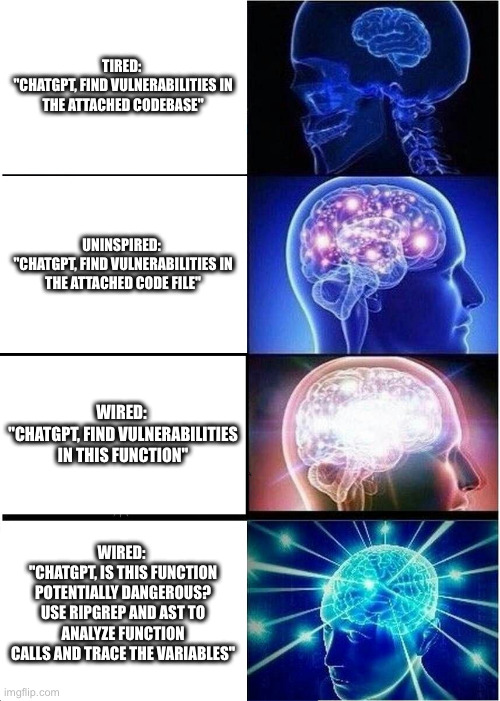 TIRED:
"CHATGPT, FIND VULNERABILITIES IN
THE ATTACHED CODEBASE"
UNINSPIRED:
"CHATGPT, FIND VULNERABILITIES IN
THE ATTACHED CODE FILE"
WIRED:
"CHATGPT, FIND VULNERABILITIES
IN THIS FUNCTION"
WIRED:
"CHATGPT, IS THIS FUNCTION
POTENTIALLY DANGEROUS?
USE RIPGREP AND AST TO
ANALYZE FUNCTION
CALLS AND TRACE THE VARIABLES"
imgflip.com